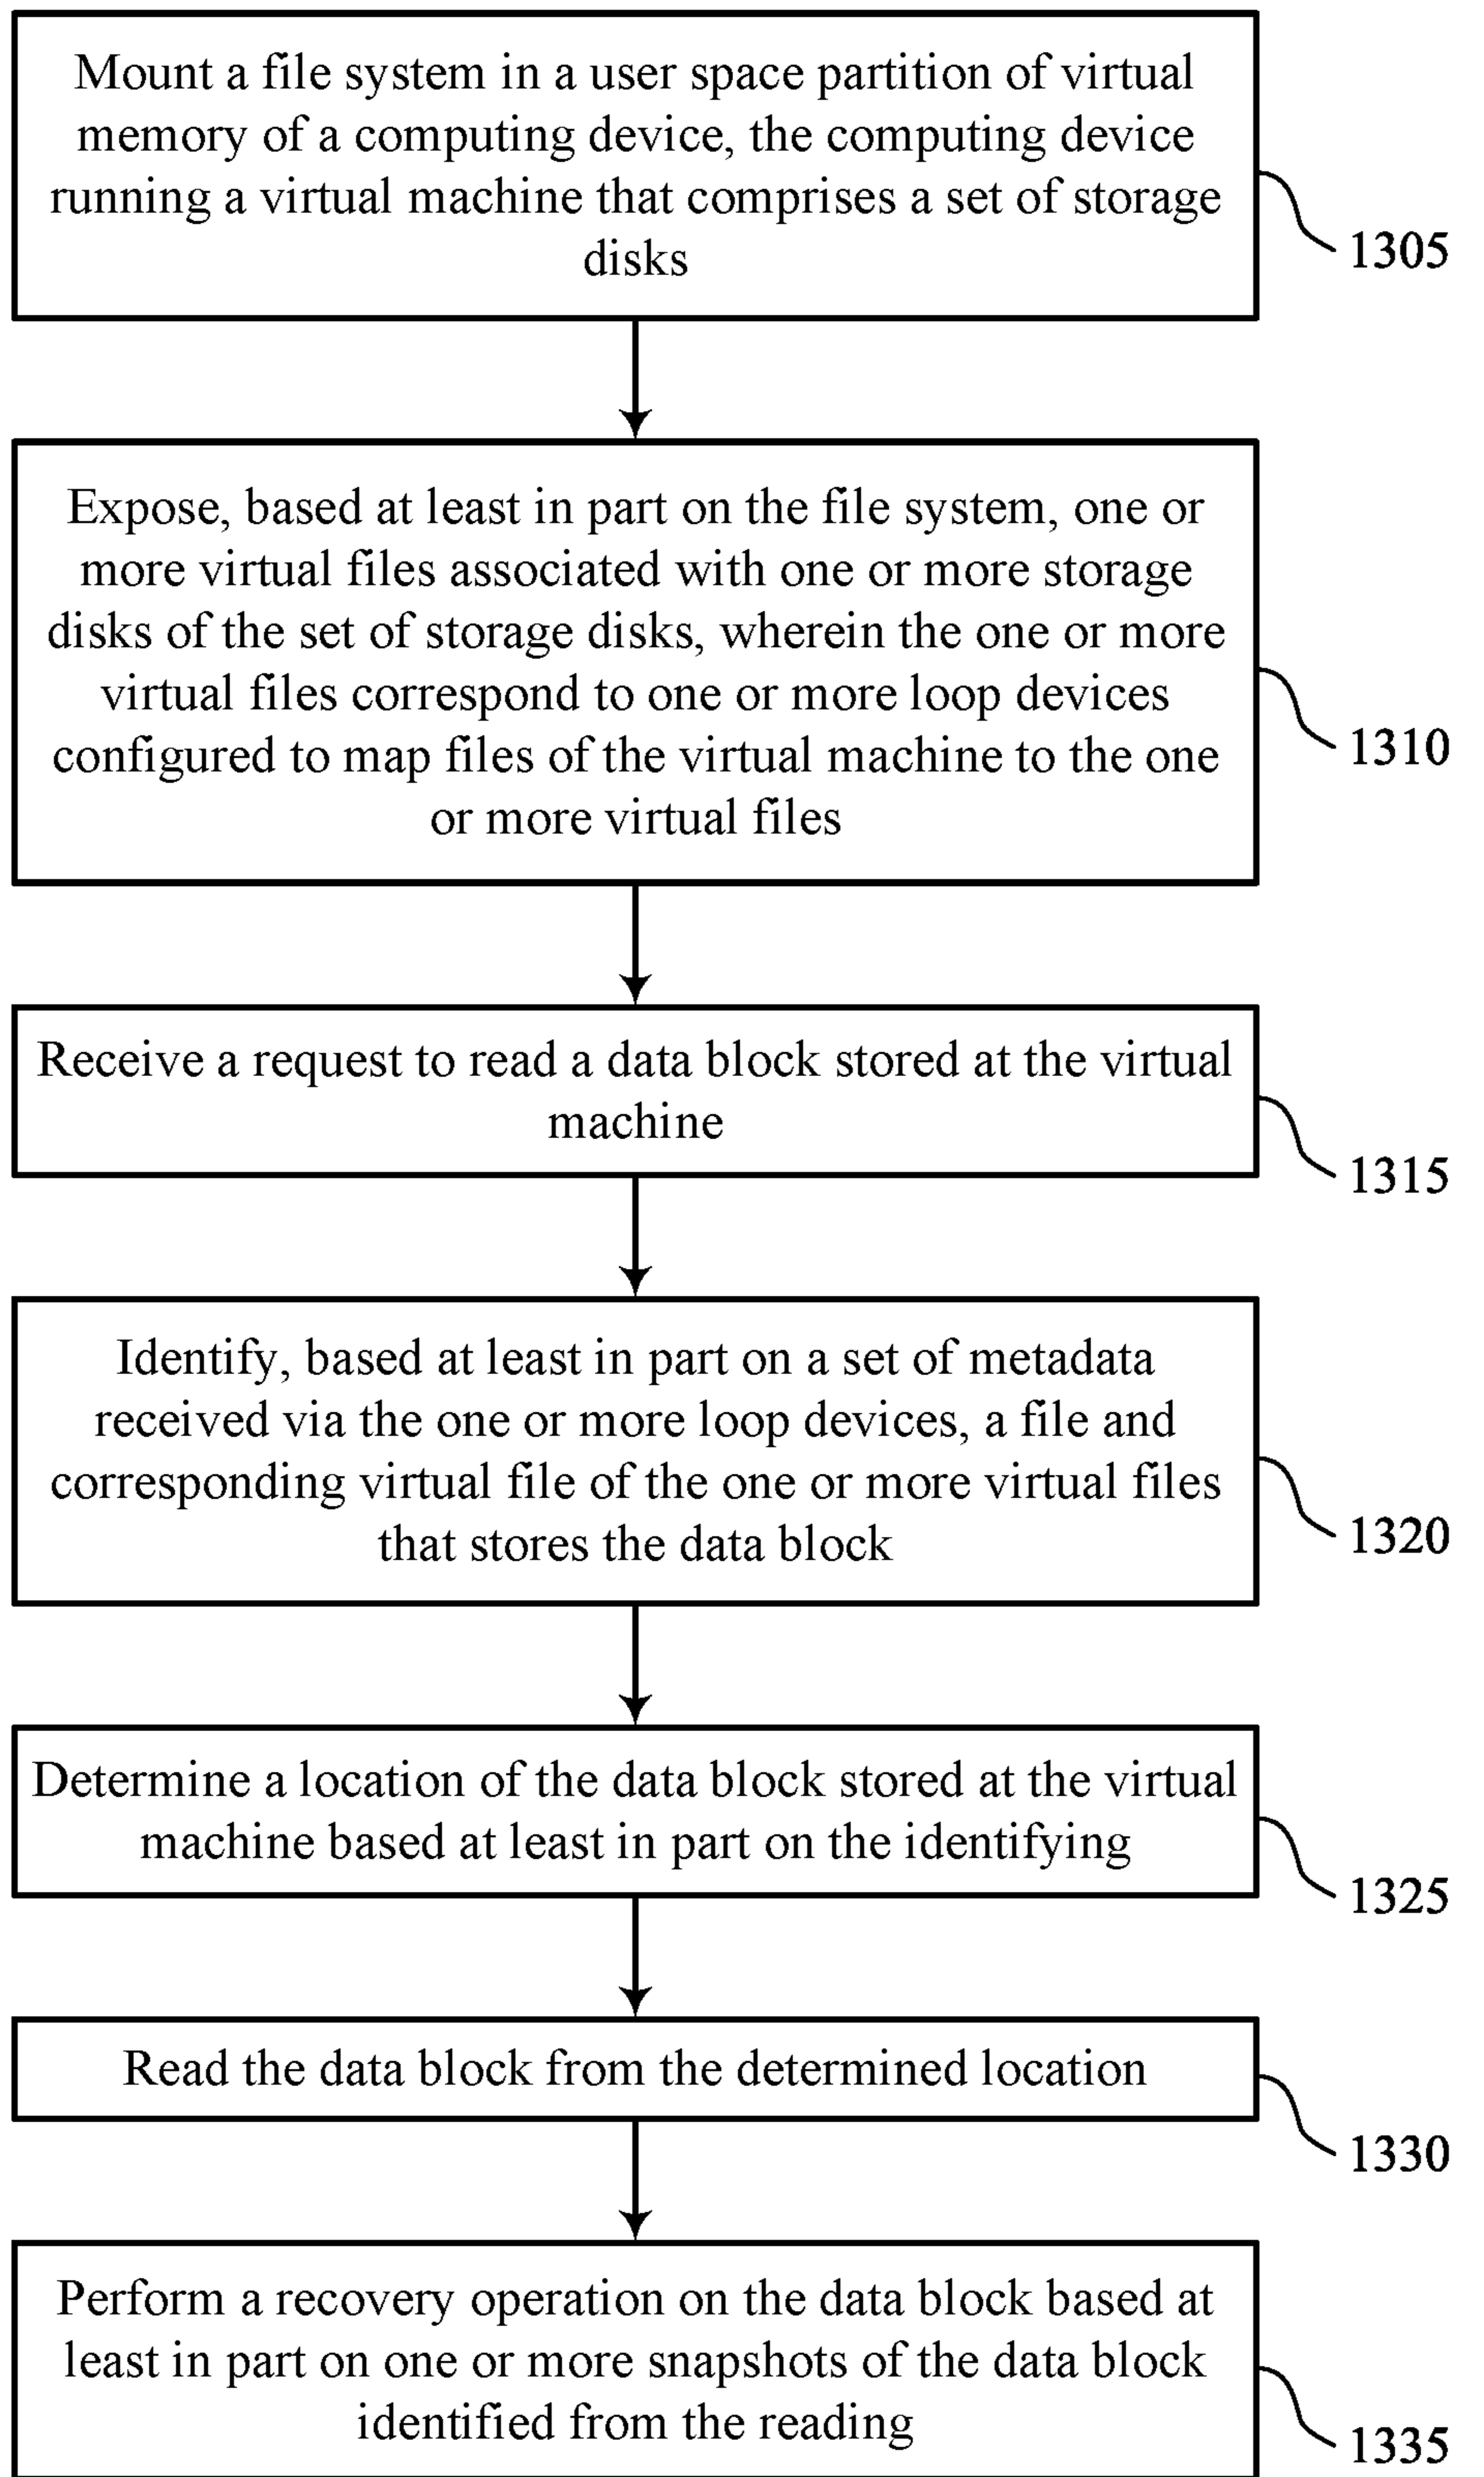 Mount a file system in a user space partition of virtual
memory of a computing device, the computing device
running a virtual machine that comprises a set of storage
disks
1305
Expose, based at least in part on the file system, one or
more virtual files associated with one or more storage
disks of the set of storage disks, wherein the one or more
virtual files correspond to one or more loop devices
configured to map files of the virtual machine to the one
or more virtual files
1310
Receive a request to read a data block stored at the virtual
machine
1315
Identify, based at least in part on a set of metadata
received via the one or more loop devices, a file and
corresponding virtual file of the one or more virtual files
that stores the data block
1320
Determine a location of the data block stored at the virtual
machine based at least in part on the identifying
1325
Read the data block from the determined location
1330
Perform a recovery operation on the data block based at
least in part on one or more snapshots of the data block
identified from the reading
1335